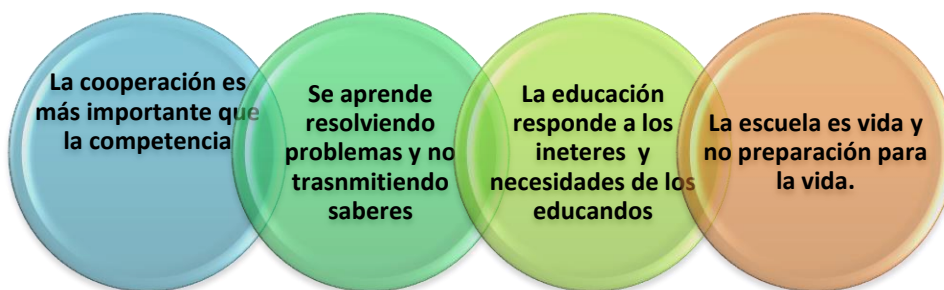 La cooperación es
más importante que
la competencia
Se aprende
resolviendo
problemas y no
trasnmitiendo
saberes
La educación
responde a los
ineteres y
necesidades de los
educandos
La escuela es vida y
no preparación para
la vida.